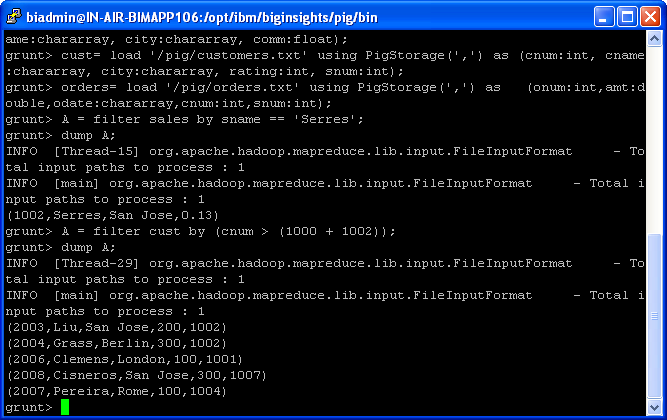 biadmin@IN-AIR-BIMAPP106:/opt/ibm/biginsights/pig/bin
ame:chararray, city:chararray, comm:float);
grunt> cust= load '/pig/customers.txt' using PigStorage(',') as (cnum:int, cname
:chararray, city:chararray, rating:int, snum:int);
grunt> orders= load '/pig/orders.txt' using PigStorage(',') as   (onum:int,amt:d
ouble,odate:chararray,cnum:int,snum:int);
grunt> A = filter sales by sname == 'Serres';
grunt> dump A;
INFO  [Thread-15] org.apache.hadoop.mapreduce.lib.input.FileInputFormat     - To
tal input paths to process : 1
INFO  [main] org.apache.hadoop.mapreduce.lib.input.FileInputFormat     - Total i
nput paths to process : 1
(1002,Serres,San Jose,0.13)
grunt> A = filter cust by (cnum > (1000 + 1002));
grunt> dump A;
INFO  [Thread-29] org.apache.hadoop.mapreduce.lib.input.FileInputFormat     - To
tal input paths to process : 1
INFO  [main] org.apache.hadoop.mapreduce.lib.input.FileInputFormat     - Total i
nput paths to process : 1
(2003,Liu,San Jose,200,1002)
(2004,Grass,Berlin,300,1002)
(2006,Clemens,London,100,1001)
(2008,Cisneros,San Jose,300,1007)
(2007,Pereira,Rome,100,1004)
grunt>